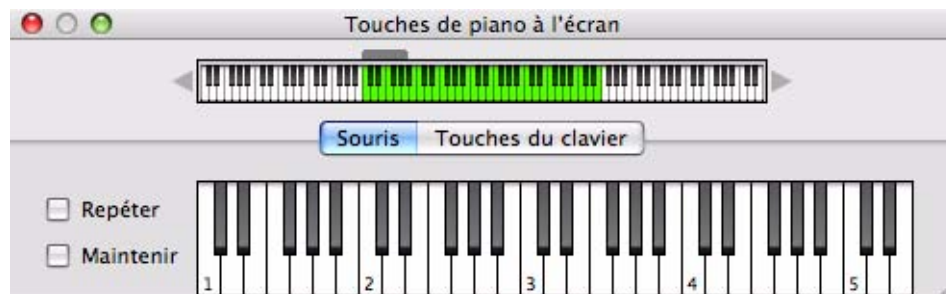 Touches de piano à l'écran
Souris Touches du clavier
Repéter
Maintenir
1 2 3 4 5